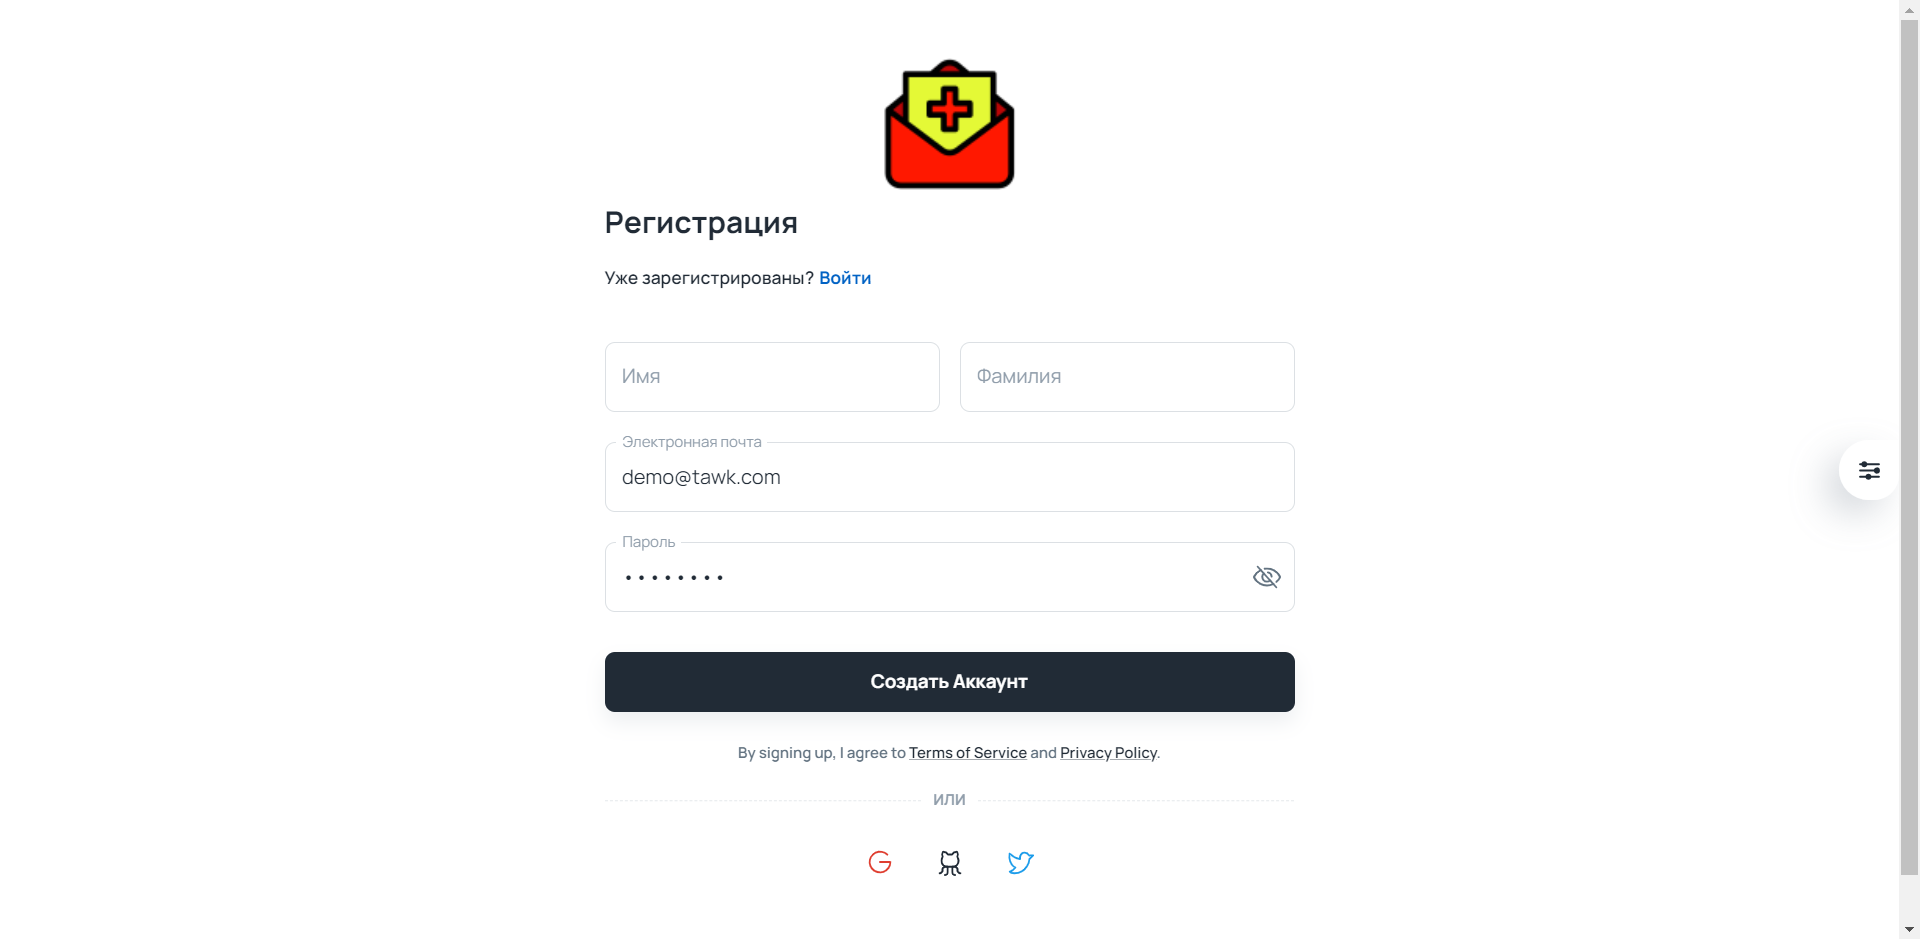 Регистрация
Уже зарегистрированы? Войти
Имя
Фамилия
Электронная почта
demo@tawk.com
Пароль
••••••••
Создать Аккаунт
By signing up, I agree to Terms of Service and Privacy Policy.
ИЛИ